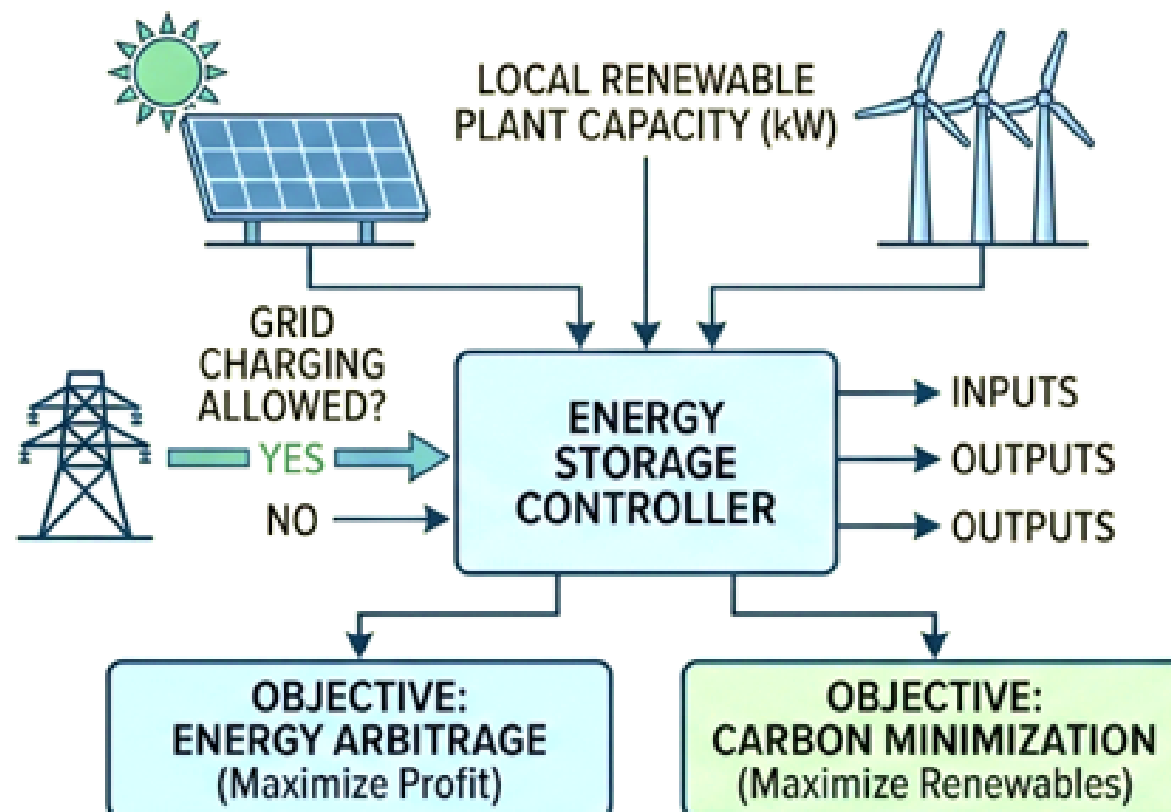 LOCAL RENEWABLE
PLANT CAPACITY (kW)
GRID
CHARGING
ALLOWED?
YES
NO
ENERGY
STORAGE
CONTROLLER
INPUTS
OUTPUTS
OUTPUTS
OBJECTIVE:
ENERGY ARBITRAGE
(Maximize Profit)
OBJECTIVE:
CARBON MINIMIZATION
(Maximize Renewables)